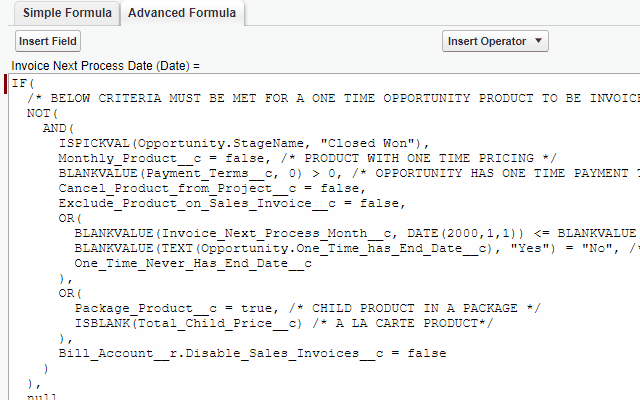 Simple Formula
Advanced Formula
Insert Field
Insert Operator
Invoice Next Process Date (Date) =
IF(
/* BELOW CRITERIA MUST BE MET FOR A ONE TIME OPPORTUNITY PRODUCT TO BE INVOICE
NOT(
AND(
ISPICKVAL(Opportunity.StageName, "Closed Won"),
Monthly_Product__c = false, /* PRODUCT WITH ONE TIME PRICING */
BLANKVALUE(Payment_Terms__c, 0) > 0, /* OPPORTUNITY HAS ONE TIME PAYMENT T
Cancel_Product_from_Project__c = false,
Exclude_Product_on_Sales_Invoice__c = false,
OR(
BLANKVALUE(Invoice_Next_Process_Month__c, DATE(2000,1,1)) <= BLANKVALUE
BLANKVALUE(TEXT(Opportunity.One_Time_has_End_Date__c), "Yes") = "No", /*
One_Time_Never_Has_End_Date__c
),
OR(
Package_Product__c = true, /* CHILD PRODUCT IN A PACKAGE */
ISBLANK(Total_Child_Price__c) /* A LA CARTE PRODUCT*/
),
Bill_Account__r.Disable_Sales_Invoices__c = false
)
),
null